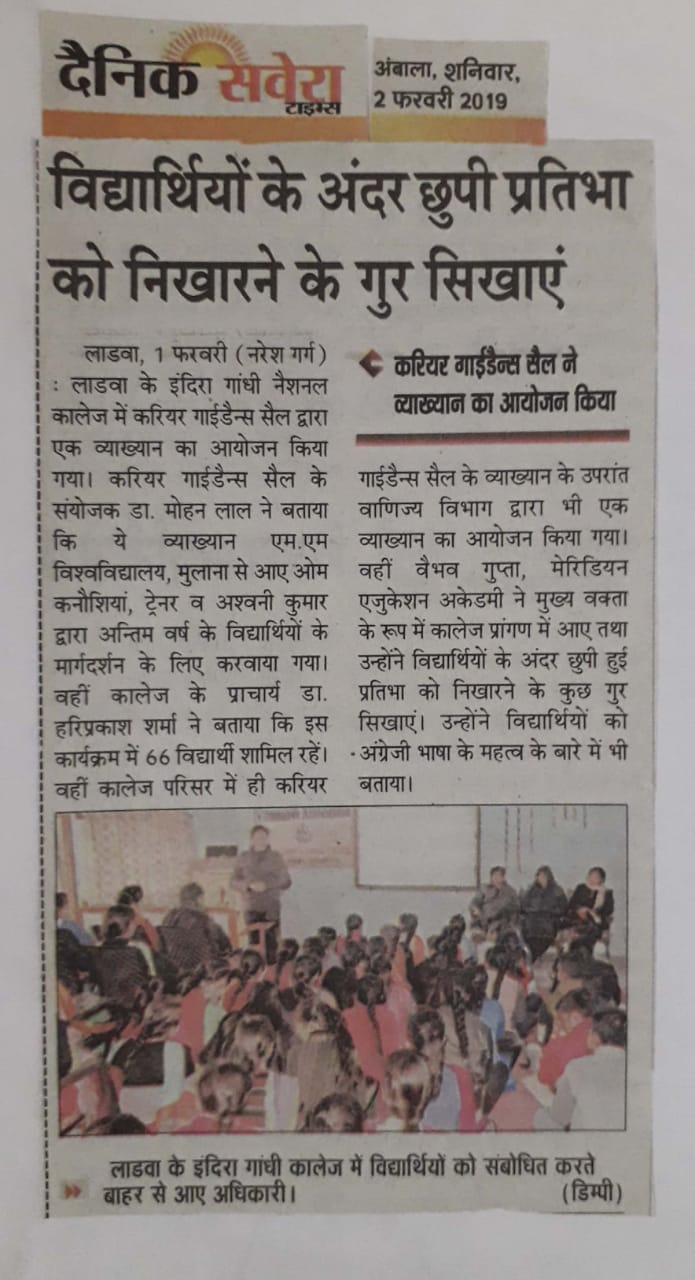 दैनिक सवेरा
टाइम्स
अंबाला, शनिवार,
2 फरवरी 2019
विद्यार्थियों के अंदर छुपी प्रतिभा
को निखारने के गुर सिखाएं
लाडवा, 1 फरवरी (नरेश गर्ग)
: लाडवा के इंदिरा गांधी नैशनल
कालेज में करियर गाईडैन्स सैल द्वारा
एक व्याख्यान का आयोजन किया
गया। करियर गाईडैन्स सैल के
संयोजक डा. मोहन लाल ने बताया
कि ये व्याख्यान एम.एम
विश्वविद्यालय, मुलाना से आए ओम
कनौशियां, ट्रेनर व अश्वनी कुमार
द्वारा अन्तिम वर्ष के विद्यार्थियों के
मार्गदर्शन के लिए करवाया गया।
वहीं कालेज के प्राचार्य डा.
हरिप्रकाश शर्मा ने बताया कि इस
कार्यक्रम में 66 विद्यार्थी शामिल रहें।
वहीं कालेज परिसर में ही करियर
करियर गाईडैन्स सैल ने
व्याख्यान का आयोजन किया
गाईडैन्स सैल के व्याख्यान के उपरांत
वाणिज्य विभाग द्वारा भी एक
व्याख्यान का आयोजन किया गया।
वहीं वैभव गुप्ता, मेरिडियन
एजुकेशन अकेडमी ने मुख्य वक्ता
के रूप में कालेज प्रांगण में आए तथा
उन्होंने विद्यार्थियों के अंदर छुपी हुई
प्रतिभा को निखारने के कुछ गुर
सिखाएं। उन्होंने विद्यार्थियों को
अंग्रेजी भाषा के महत्व के बारे में भी
बताया।
लाडवा के इंदिरा गांधी कालेज में विद्यार्थियों को संबोधित करते
बाहर से आए अधिकारी। (डिम्पी)